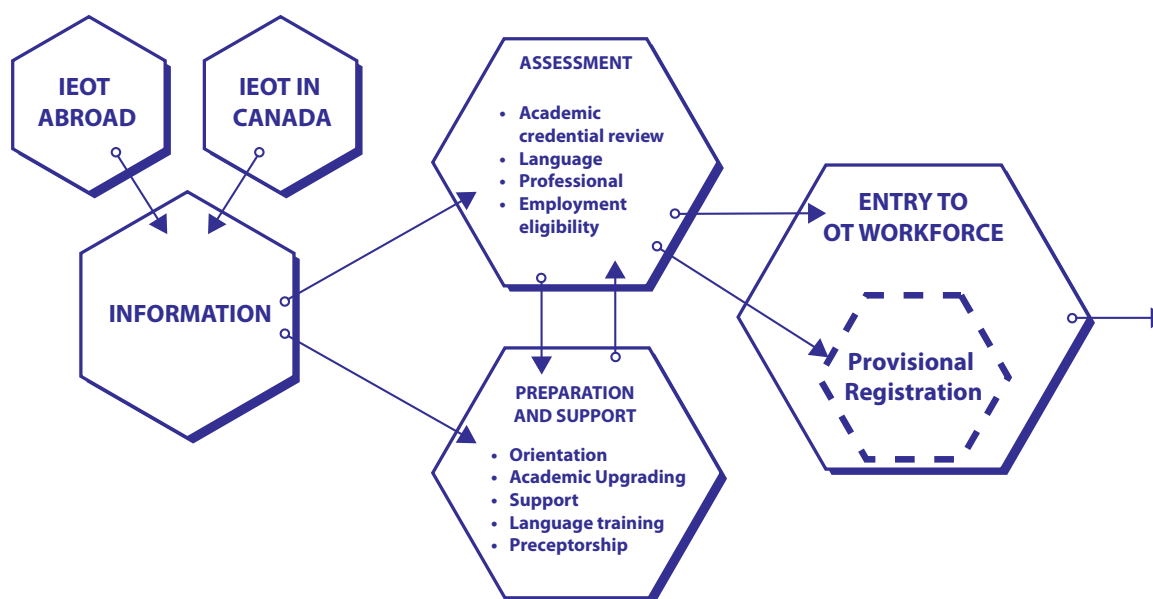 IEOT
ABROAD
IEOT IN
CANADA
INFORMATION
ASSESSMENT
• Academic
credential review
• Language
• Professional
• Employment
eligibility
PREPARATION
AND SUPPORT
• Orientation
• Academic Upgrading
• Support
• Language training
• Preceptorship
ENTRY TO
OT WORKFORCE
Provisional
Registration